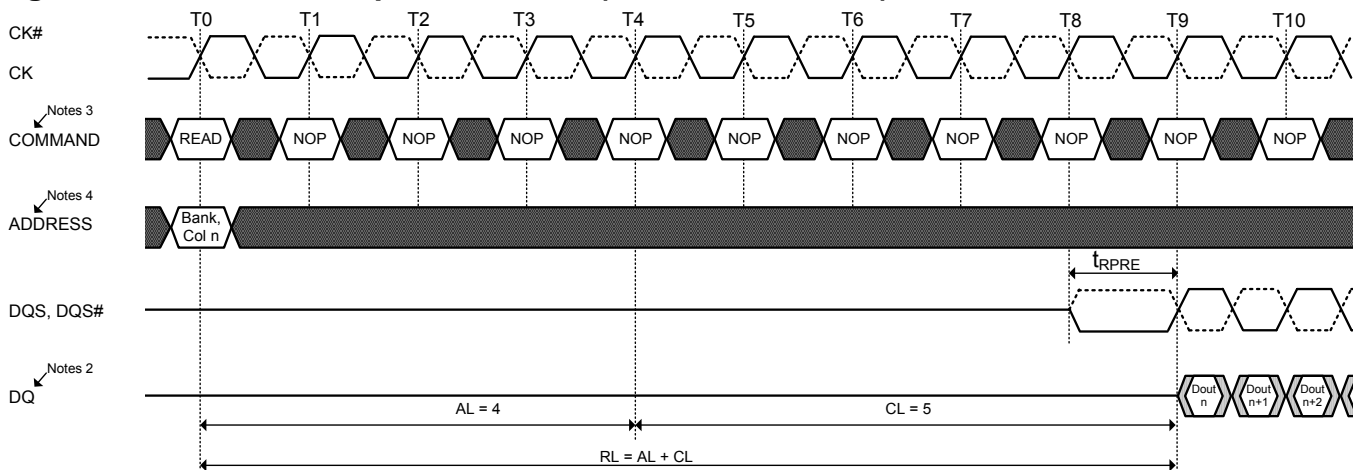 T0 T1 T2 T3 T4 T5 T6 T7 T8 T9 T10
CK#
CK
Notes 3
COMMAND
READ NOP NOP NOP NOP NOP NOP NOP NOP NOP NOP
Notes 4
ADDRESS
Bank,
Col n
tRPRE
DQS, DQS#
Notes 2
DQ
Dout
n
Dout
n+1
Dout
n+2
AL = 4
CL = 5
RL = AL + CL